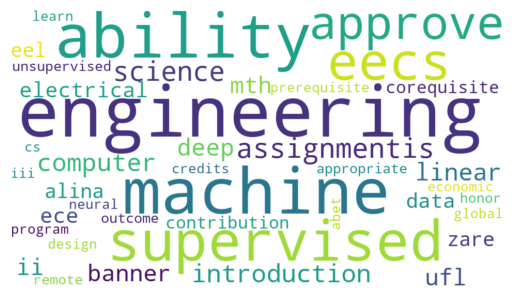 learn
ability
approve
eel
eecs
unsupervised
science
electrical
mth
prerequisite
corequisite
engineering
cs
deep
assignmentis
computer
credits
appropriate
linear
iii
machine
alina
neural
data
economic
honor
ece
outcome
contribution
abet
global
program
supervised
zare
design
ii
banner
introduction
ufl
remote